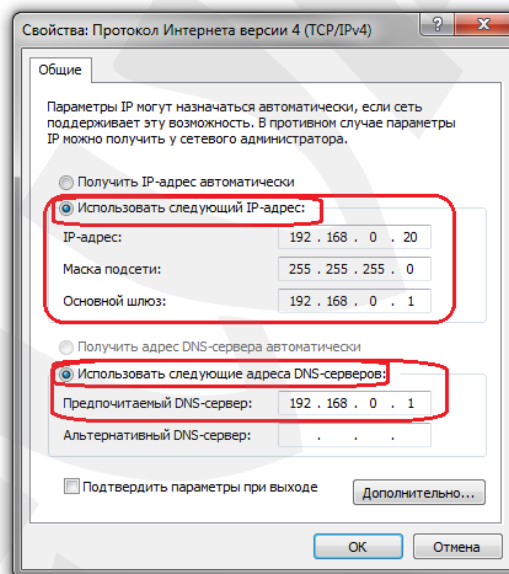 Свойства: Протокол Интернета версии 4 (TCP/IPv4)
Общие
Параметры IP могут назначаться автоматически, если сеть
поддерживает эту возможность. В противном случае параметры
IP можно получить у сетевого администратора.
Получить IP-адрес автоматически
Использовать следующий IP-адрес:
IP-адрес: 192 . 168 . 0 . 20
Маска подсети: 255 . 255 . 255 . 0
Основной шлюз: 192 . 168 . 0 . 1
Получить адрес DNS-сервера автоматически
Использовать следующие адреса DNS-серверов:
Предпочитаемый DNS-сервер: 192 . 168 . 0 . 1
Альтернативный DNS-сервер: . . .
Подтвердить параметры при выходе
Дополнительно...
OK Отмена